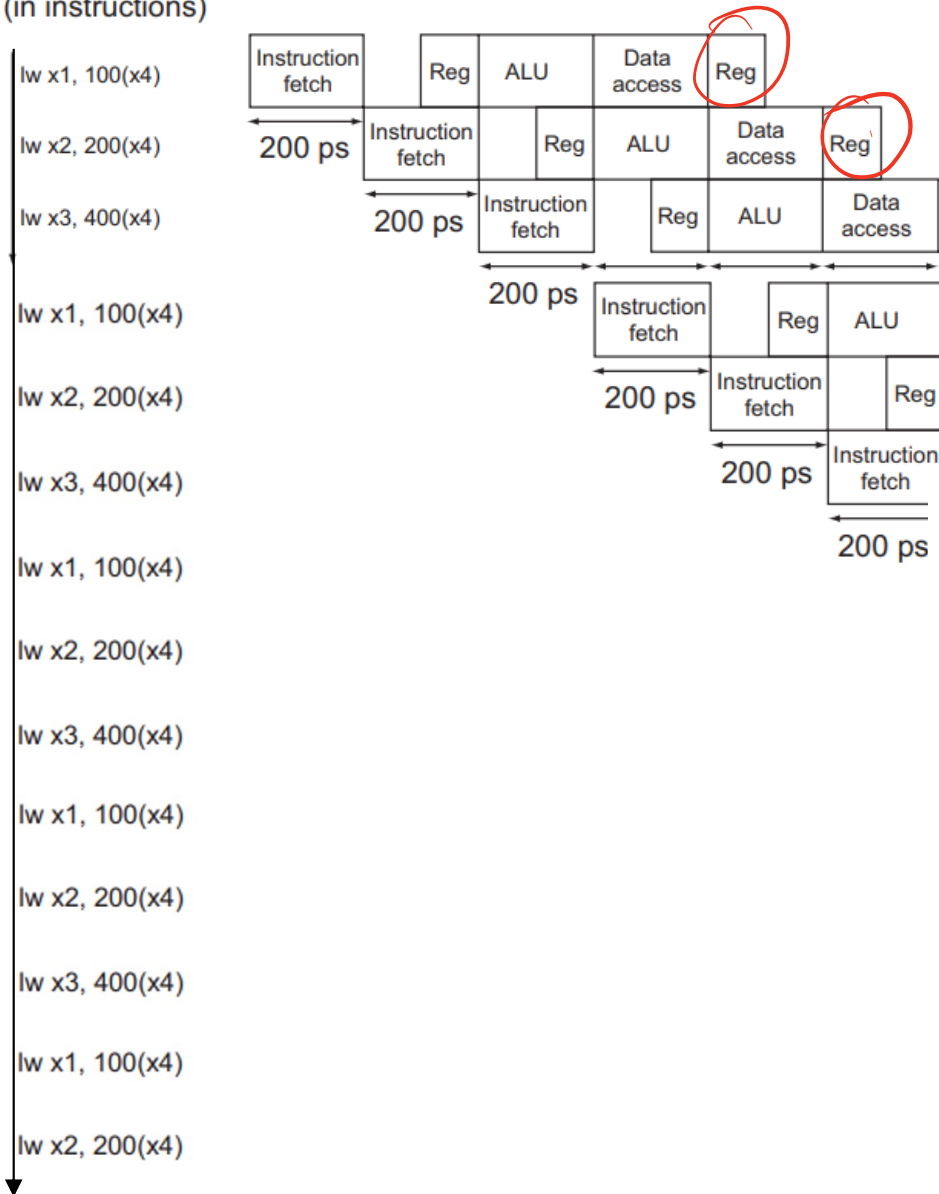 (in instructions)
lw x1, 100(x4)
Instruction
fetch
Reg
ALU
Data
access
Reg
200 ps
lw x2, 200(x4)
Instruction
fetch
Reg
ALU
Data
access
Reg
200 ps
lw x3, 400(x4)
Instruction
fetch
Reg
ALU
Data
access
200 ps
lw x1, 100(x4)
Instruction
fetch
Reg
ALU
200 ps
lw x2, 200(x4)
Instruction
fetch
Reg
200 ps
lw x3, 400(x4)
Instruction
fetch
200 ps
lw x1, 100(x4)
lw x2, 200(x4)
lw x3, 400(x4)
lw x1, 100(x4)
lw x2, 200(x4)
lw x3, 400(x4)
lw x1, 100(x4)
lw x2, 200(x4)